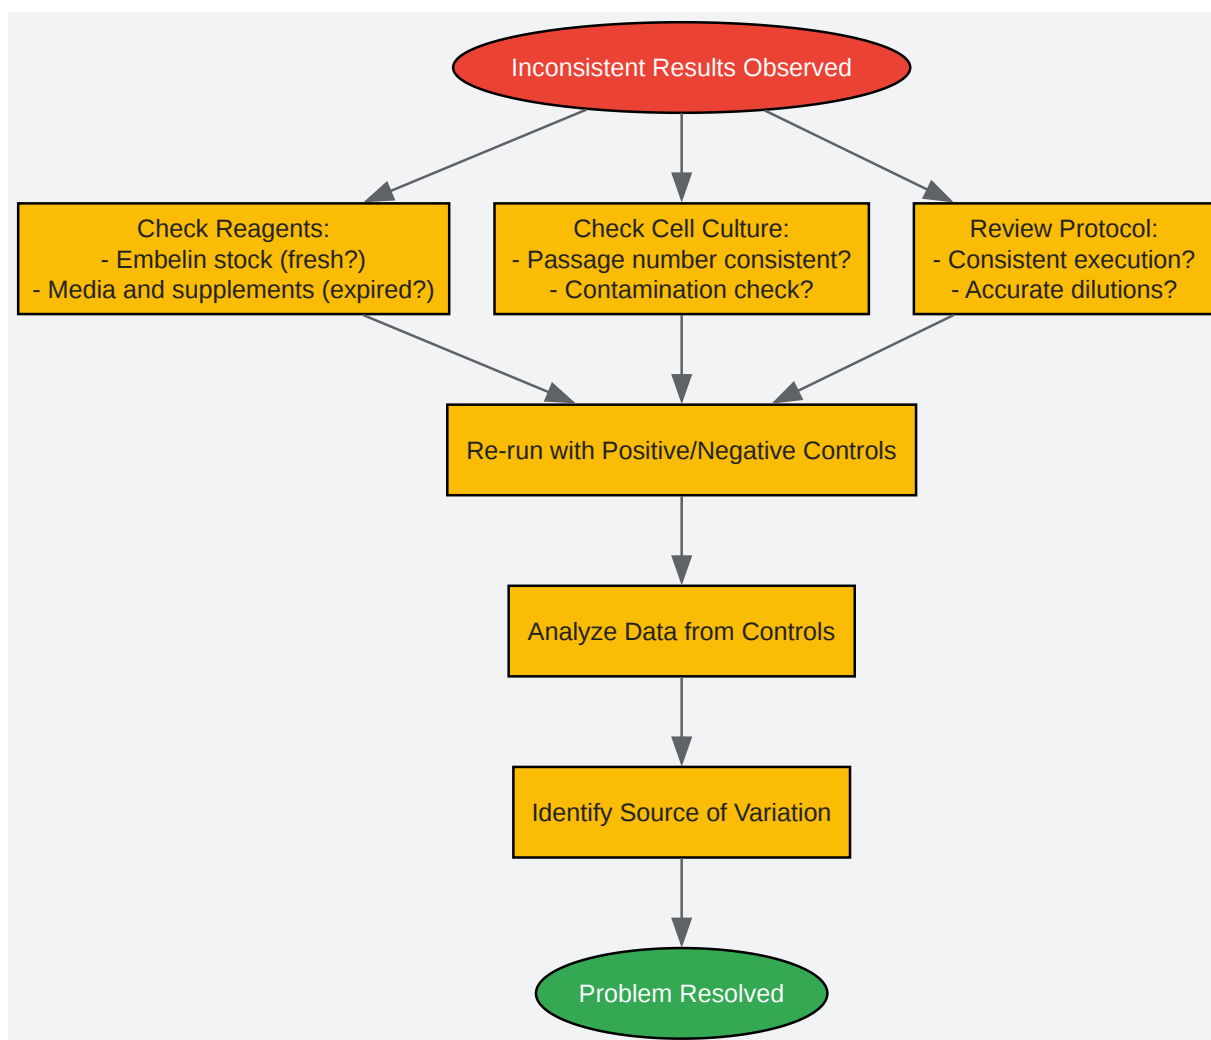 Inconsistent Results Observed
Check Reagents:
- Embelin stock (fresh?)
- Media and supplements (expired?)
Check Cell Culture:
- Passage number consistent?
- Contamination check?
Review Protocol:
- Consistent execution?
- Accurate dilutions?
Re-run with Positive/Negative Controls
Analyze Data from Controls
Identify Source of Variation
Problem Resolved